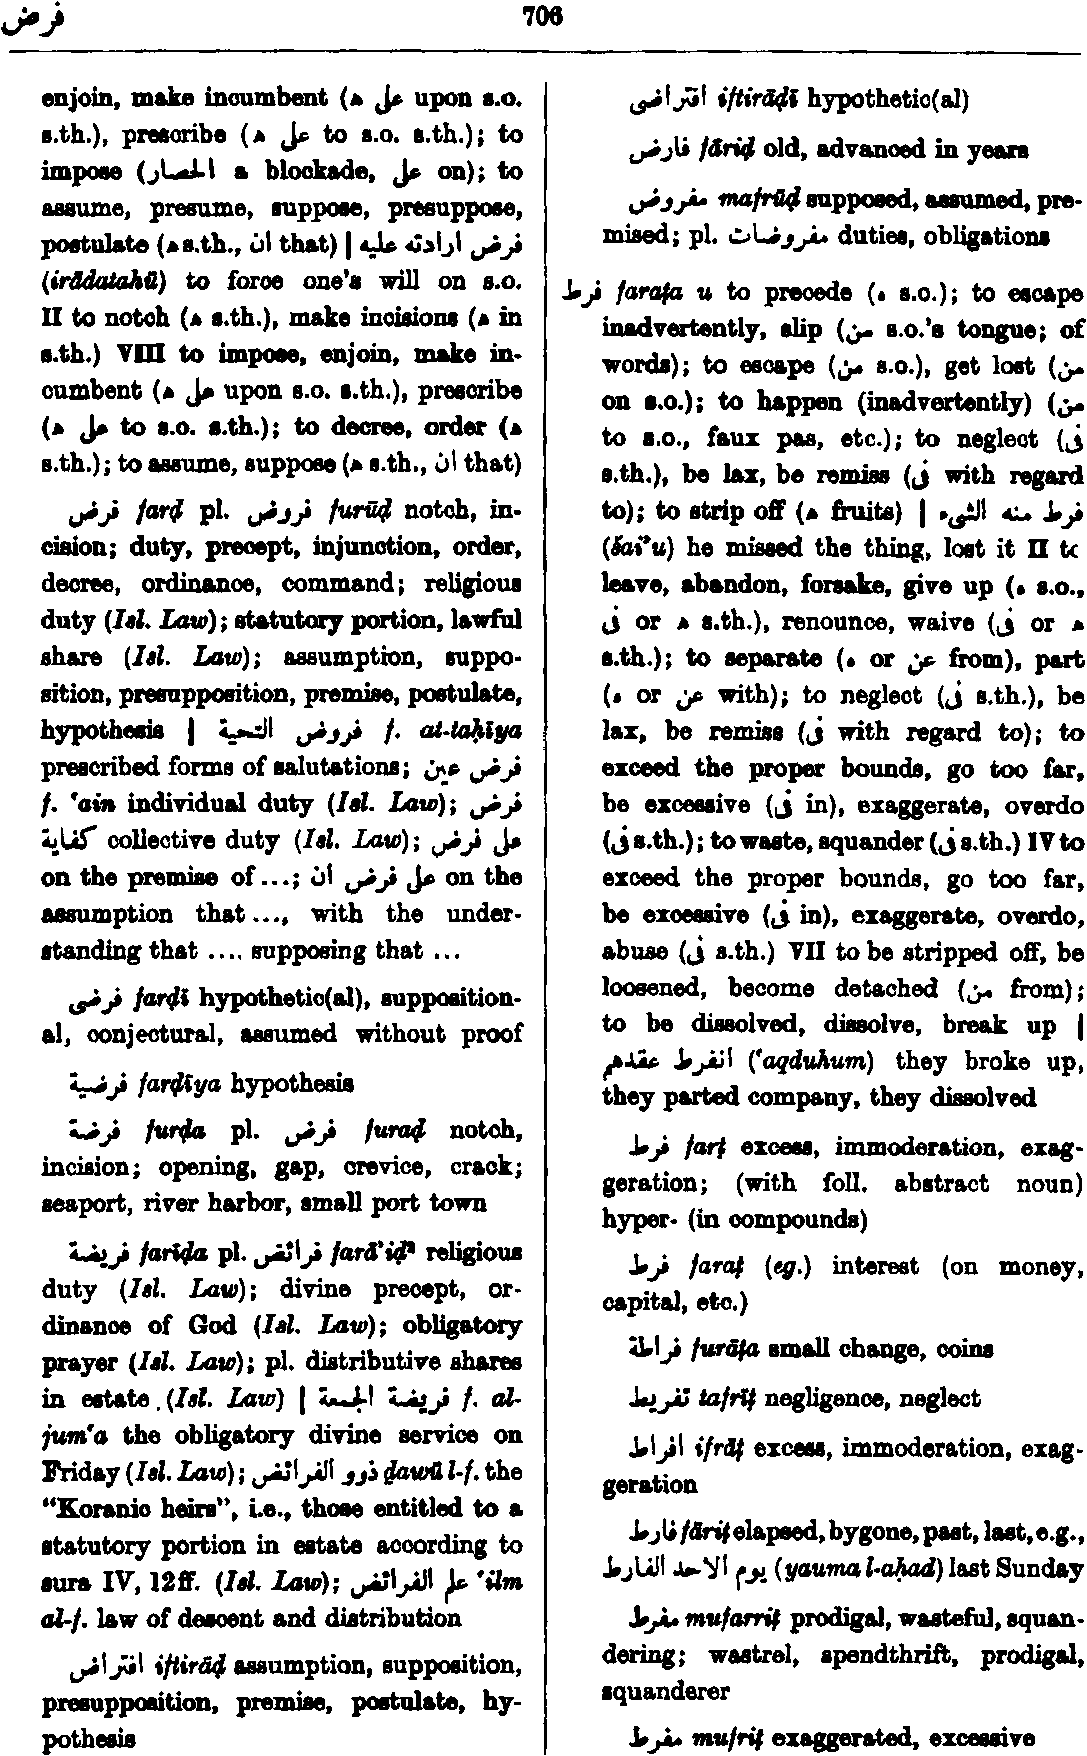 فرض
706
enjoin, make incumbent (ه على upon s.o.
s.th.), prescribe (ه على to s.o. s.th.); to
impose (الحصار a blockade, على on); to
assume, presume, suppose, presuppose,
postulate (ه s.th., ان that) | فرض ارادته عليه
(irādatahū) to force one's will on s.o.
II to notch (ه s.th.), make incisions (ه in
s.th.) VIII to impose, enjoin, make in-
cumbent (ه على upon s.o. s.th.), prescribe
(ه على to s.o. s.th.); to decree, order (ه
s.th.); to assume, suppose (ه s.th., ان that)
فرض farḍ pl. فروض furūḍ notch, in-
cision; duty, precept, injunction, order,
decree, ordinance, command; religious
duty (Isl. Law); statutory portion, lawful
share (Isl. Law); assumption, suppo-
sition, presupposition, premise, postulate,
hypothesis | فروض التحية f. at-taḥīya
prescribed forms of salutations; فرض عين
f. ‘ain individual duty (Isl. Law); فرض
كفاية collective duty (Isl. Law); على فرض
on the premise of ...; على فرض ان on the
assumption that ..., with the under-
standing that ..., supposing that ...
فرضى farḍī hypothetic(al), supposition-
al, conjectural, assumed without proof
فرضية farḍīya hypothesis
فرضة furḍa pl. فرض furaḍ notch,
incision; opening, gap, crevice, crack;
seaport, river harbor, small port town
فريضة farīḍa pl. فرائض farā'iḍ² religious
duty (Isl. Law); divine precept, or-
dinance of God (Isl. Law); obligatory
prayer (Isl. Law); pl. distributive shares
in estate (Isl. Law) | فريضة الجمعة f. al-
jum‘a the obligatory divine service on
Friday (Isl. Law); ذوو الفرائض ḏawū l-f. the
“Koranic heirs”, i.e., those entitled to a
statutory portion in estate according to
sura IV, 12ff. (Isl. Law); علم الفرائض ‘ilm
al-f. law of descent and distribution
افتراض iftirāḍ assumption, supposition,
presupposition, premise, postulate, hy-
pothesis
افتراضى iftirāḍī hypothetic(al)
فارض fāriḍ old, advanced in years
مفروض mafrūḍ supposed, assumed, pre-
mised; pl. مفروضات duties, obligations
فرط faraṭa u to precede (ه s.o.); to escape
inadvertently, slip (من s.o.'s tongue; of
words); to escape (من s.o.), get lost (من
on s.o.); to happen (inadvertently) (من
to s.o., faux pas, etc.); to neglect (فى
s.th.), be lax, be remiss (فى with regard
to); to strip off (ه fruits) | فرط منه الشىء
(šai'u) he missed the thing, lost it II to
leave, abandon, forsake, give up (ه s.o.,
فى or ه s.th.), renounce, waive (فى or ه
s.th.); to separate (ه or عن from), part
(ه or عن with); to neglect (فى s.th.), be
lax, be remiss (فى with regard to); to
exceed the proper bounds, go too far,
be excessive (فى in), exaggerate, overdo
(فى s.th.); to waste, squander (فى s.th.) IV to
exceed the proper bounds, go too far,
be excessive (فى in), exaggerate, overdo,
abuse (فى s.th.) VII to be stripped off, be
loosened, become detached (من from);
to be dissolved, dissolve, break up |
انفرط عقدهم (‘aqduhum) they broke up,
they parted company, they dissolved
فرط farṭ excess, immoderation, exag-
geration; (with foll. abstract noun)
hyper- (in compounds)
فرط faraṭ (eg.) interest (on money,
capital, etc.)
فراطة furāṭa small change, coins
تفريط tafrīṭ negligence, neglect
افراط ifrāṭ excess, immoderation, exag-
geration
فارط fāriṭ elapsed, bygone, past, last, e.g.,
يوم الاحد الفارط (yauma l-aḥad) last Sunday
مفرط mufarriṭ prodigal, wasteful, squan-
dering; wastrel, spendthrift, prodigal,
squanderer
مفرط mufriṭ exaggerated, excessive